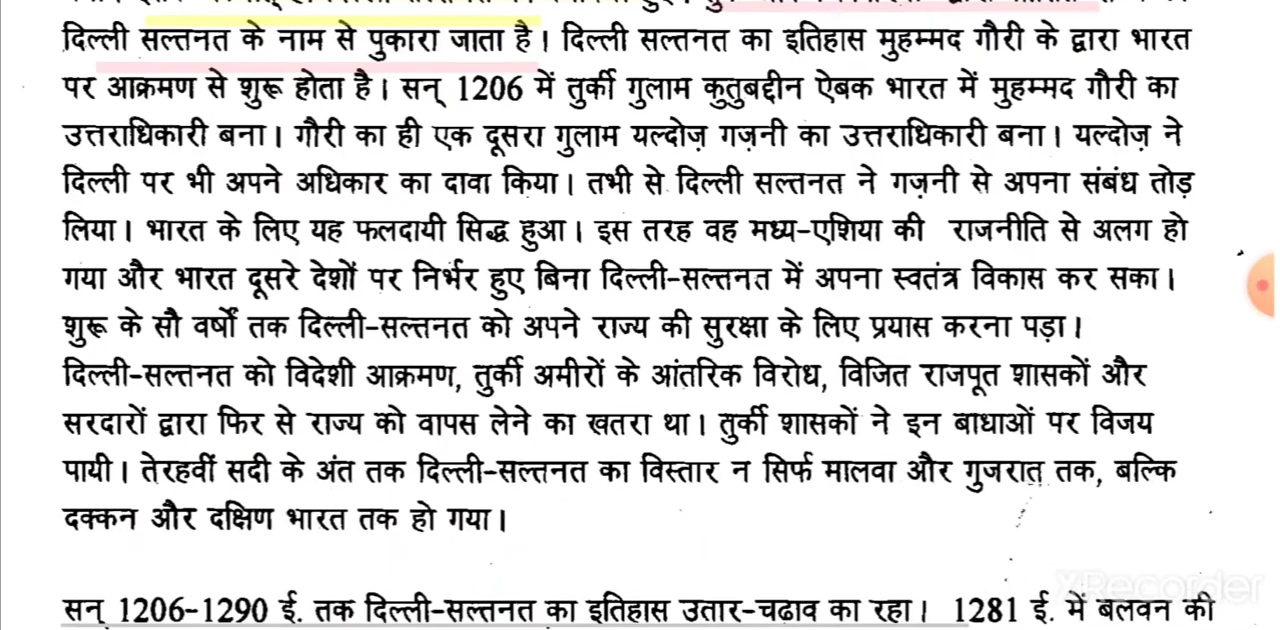 दिल्ली सल्तनत के नाम से पुकारा जाता है। दिल्ली सल्तनत का इतिहास मुहम्मद गौरी के द्वारा भारत
पर आक्रमण से शुरू होता है। सन् 1206 में तुर्की गुलाम कुतुबद्दीन ऐबक भारत में मुहम्मद गौरी का
उत्तराधिकारी बना। गौरी का ही एक दूसरा गुलाम यल्दोज़ गज़नी का उत्तराधिकारी बना। यल्दोज़ ने
दिल्ली पर भी अपने अधिकार का दावा किया। तभी से दिल्ली सल्तनत ने गज़नी से अपना संबंध तोड़
लिया। भारत के लिए यह फलदायी सिद्ध हुआ। इस तरह वह मध्य-एशिया की राजनीति से अलग हो
गया और भारत दूसरे देशों पर निर्भर हुए बिना दिल्ली-सल्तनत में अपना स्वतंत्र विकास कर सका।
शुरू के सौ वर्षों तक दिल्ली-सल्तनत को अपने राज्य की सुरक्षा के लिए प्रयास करना पड़ा।
दिल्ली-सल्तनत को विदेशी आक्रमण, तुर्की अमीरों के आंतरिक विरोध, विजित राजपूत शासकों और
सरदारों द्वारा फिर से राज्य को वापस लेने का खतरा था। तुर्की शासकों ने इन बाधाओं पर विजय
पायी। तेरहवीं सदी के अंत तक दिल्ली-सल्तनत का विस्तार न सिर्फ मालवा और गुजरात तक, बल्कि
दक्कन और दक्षिण भारत तक हो गया।
XRecorder
सन् 1206-1290 ई. तक दिल्ली-सल्तनत का इतिहास उतार-चढाव का रहा। 1281 ई. में बलवन की